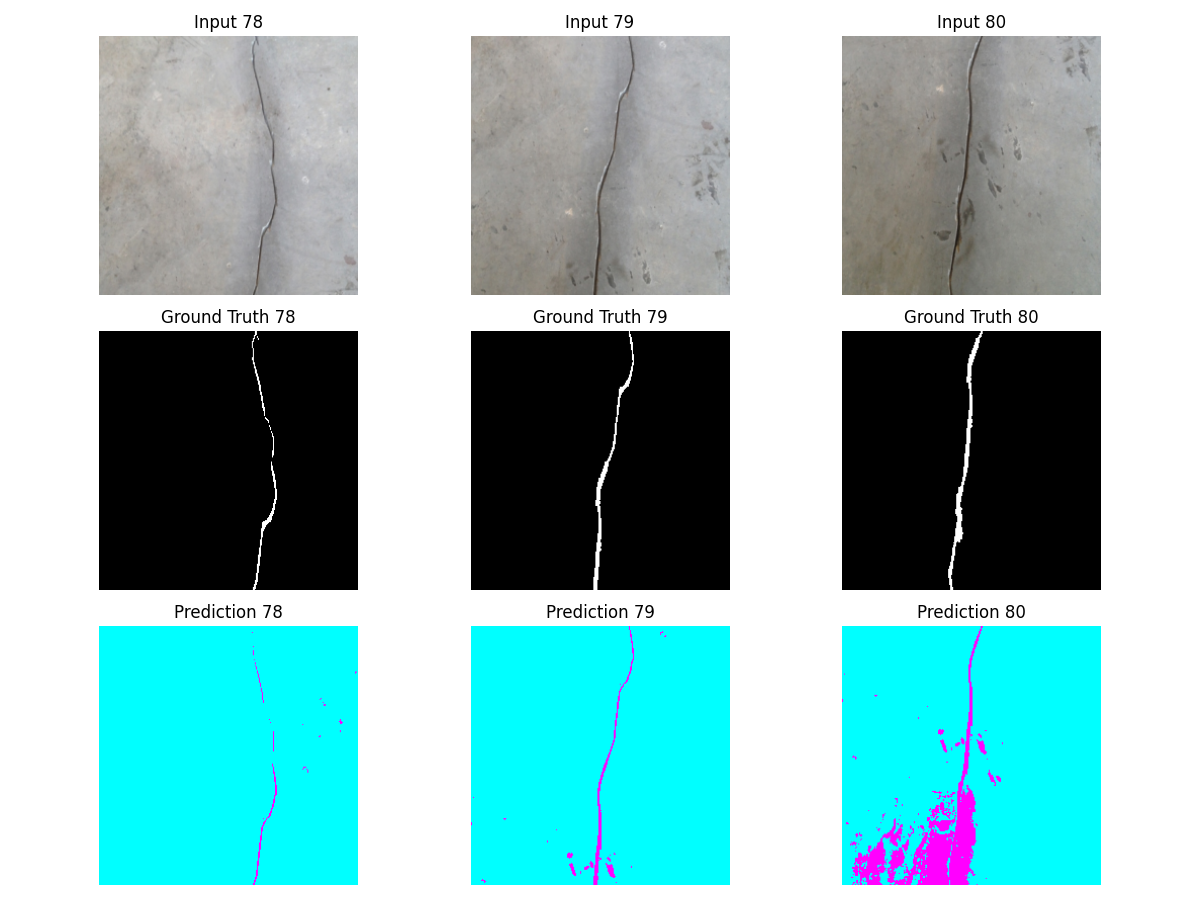 Input 78
Input 79
Input 80
Ground Truth 78
Ground Truth 79
Ground Truth 80
Prediction 78
Prediction 79
Prediction 80